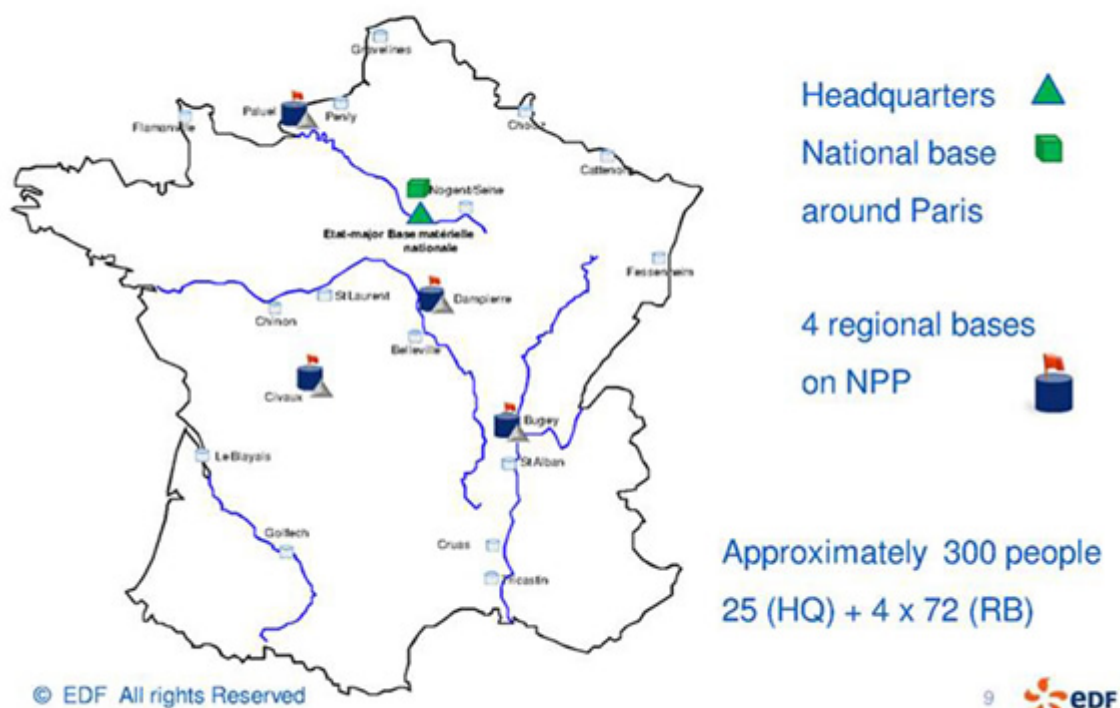 Gravelines
Paluel
Penly
Flamanville
Chooz
Cattenom
Nogent/Seine
Etat-major Base matérielle
nationale
Fessenheim
St Laurent
Dampierre
Chinon
Belleville
Civaux
Bugey
Le Blayais
St Alban
Golfech
Cruas
Tricastin
Headquarters
National base
around Paris
4 regional bases
on NPP
Approximately 300 people
25 (HQ) + 4 x 72 (RB)
© EDF All rights Reserved
9
eDF